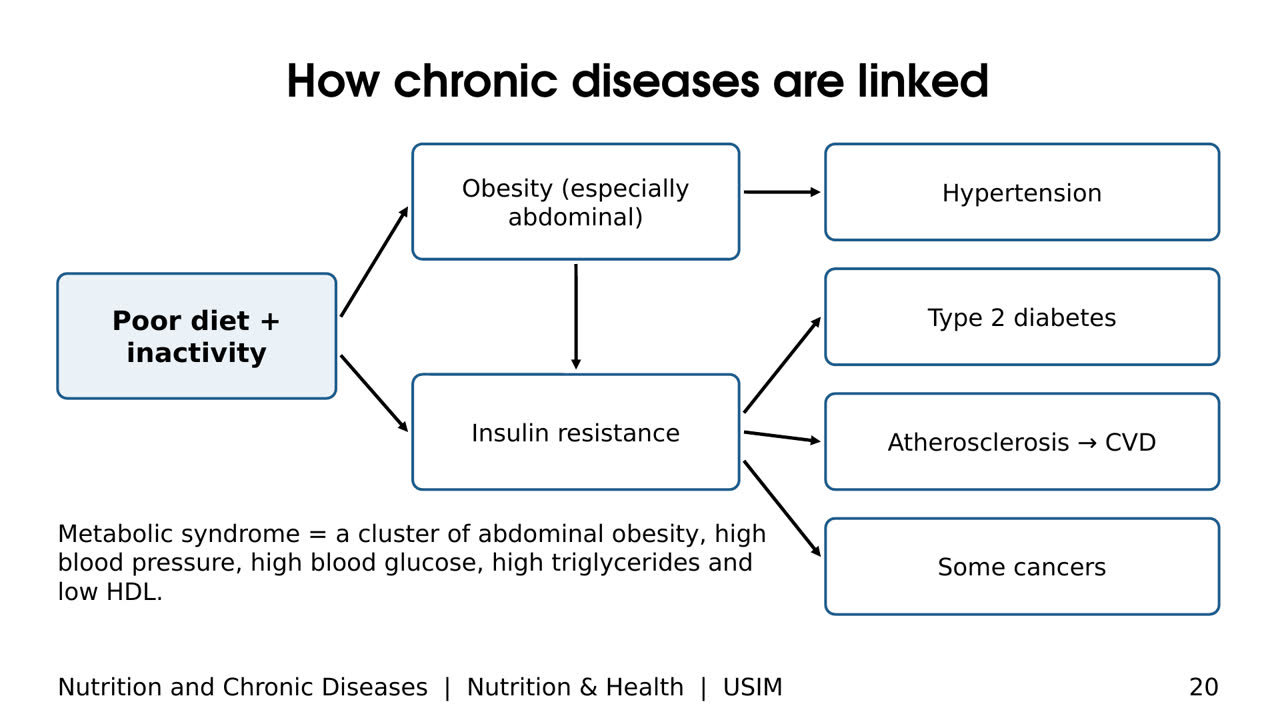 How chronic diseases are linked
Obesity (especially
abdominal)
Hypertension
Poor diet +
inactivity
Type 2 diabetes
Insulin resistance
Atherosclerosis → CVD
Some cancers
Metabolic syndrome = a cluster of abdominal obesity, high
blood pressure, high blood glucose, high triglycerides and
low HDL.
Nutrition and Chronic Diseases | Nutrition & Health | USIM
20